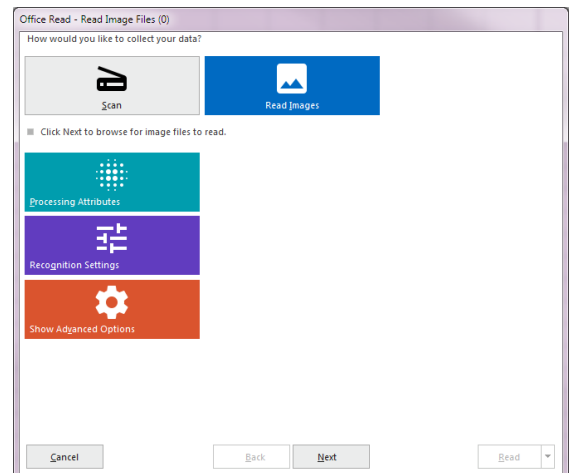 Office Read - Read Image Files (0)
How would you like to collect your data?
Scan
Read Images
Click Next to browse for image files to read.
Processing Attributes
Recognition Settings
Show Advanced Options
Cancel
Back
Next
Read